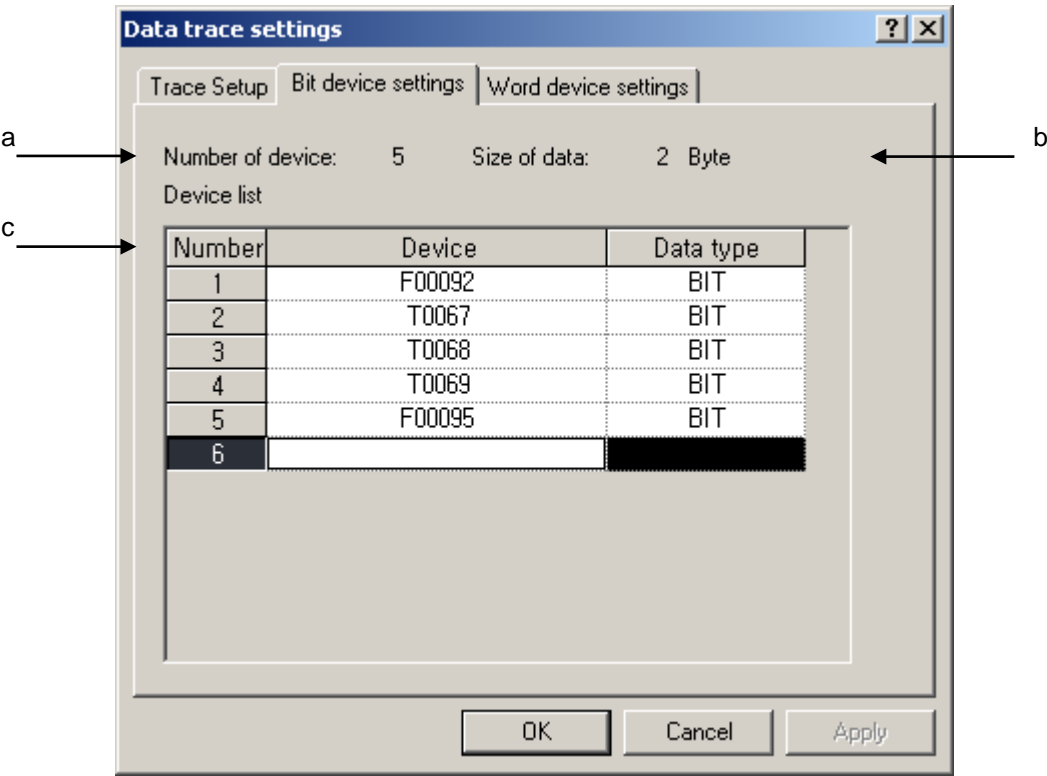 Data trace settings
Trace Setup Bit device settings Word device settings
a b
Number of device: 5 Size of data: 2 Byte
Device list
c
Number Device Data type
1 F00092 BIT
2 T0067 BIT
3 T0068 BIT
4 T0069 BIT
5 F00095 BIT
6
OK Cancel Apply